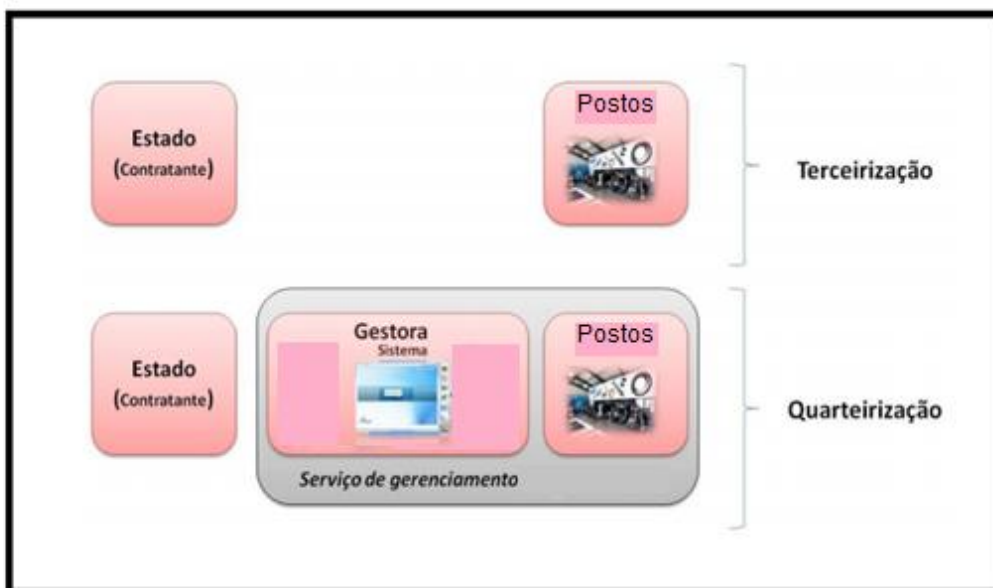 Estado
(Contratante)
Postos
Terceirização
Estado
(Contratante)
Gestora
Sistema
Postos
Serviço de gerenciamento
Quarteirização